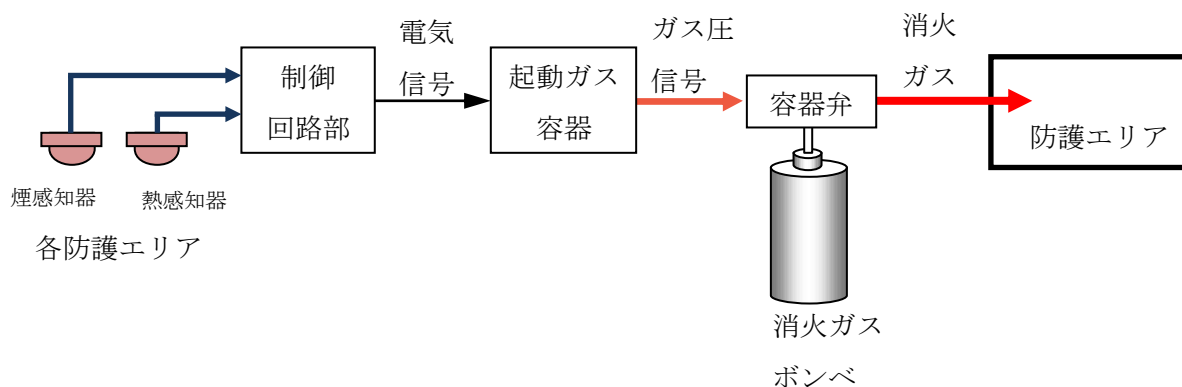 電気
信号
ガス圧
信号
消火
ガス
制御
回路部
起動ガス
容器
容器弁
防護エリア
煙感知器
熱感知器
各防護エリア
消火ガス
ボンベ